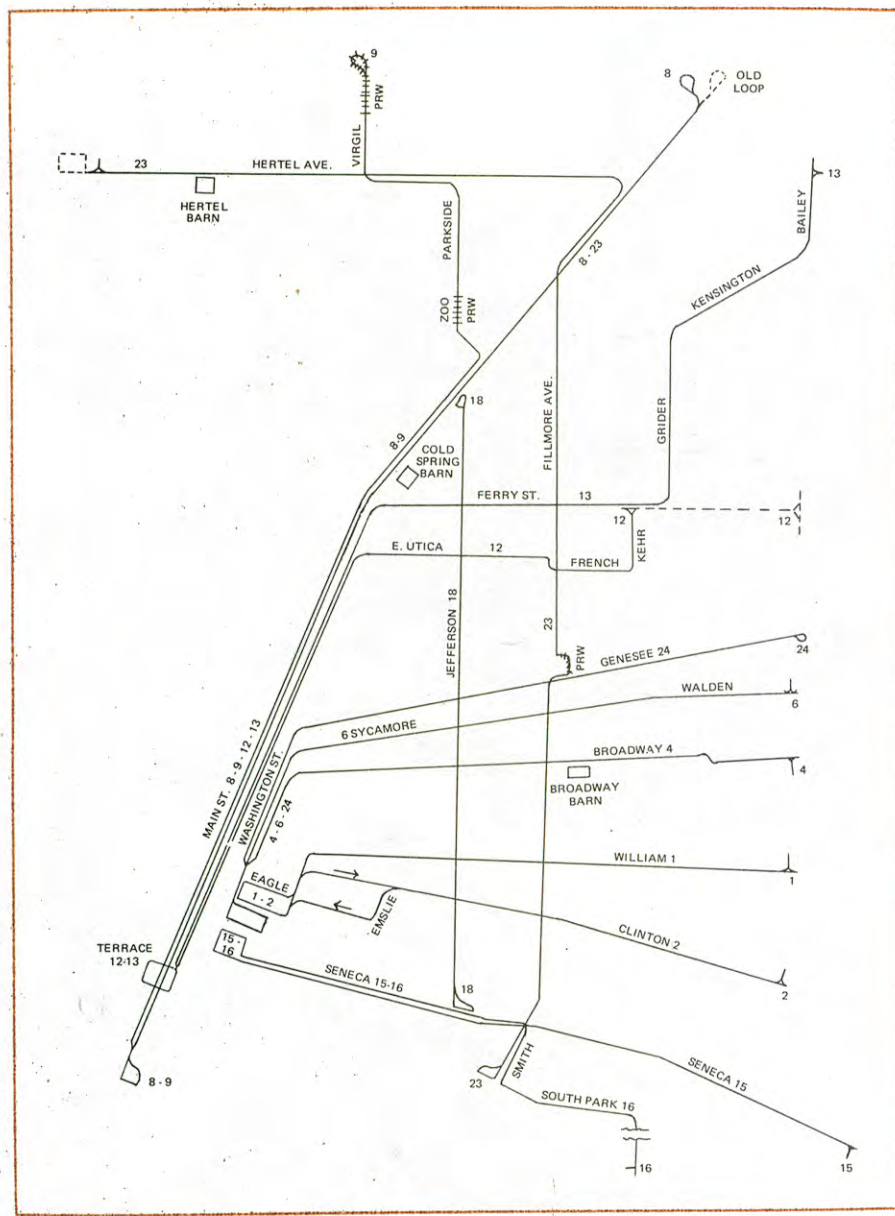 9
PRW
VIRGIL
8
OLD
LOOP
23
HERTEL AVE.
HERTEL
BARN
13
BAILEY
PARKSIDE
8 - 23
KENSINGTON
ZOO
PRW
18
8-9
COLD
SPRING
BARN
FILLMORE AVE.
GRIDER
FERRY ST.
13
12
12
KEHR
E. UTICA
12
FRENCH
JEFFERSON 18
23
PRW
GENESEE 24
24
WALDEN
6
6 SYCAMORE
MAIN ST. 8 - 9 - 12 - 13
WASHINGTON ST.
4 - 6 - 24
BROADWAY 4
4
BROADWAY
BARN
WILLIAM 1
1
EAGLE
1 - 2
EMSLIE
CLINTON 2
2
TERRACE
12-13
15 -
16
SENECA 15-16
18
8 - 9
23
SMITH
SENECA 15
SOUTH PARK 16
16
15